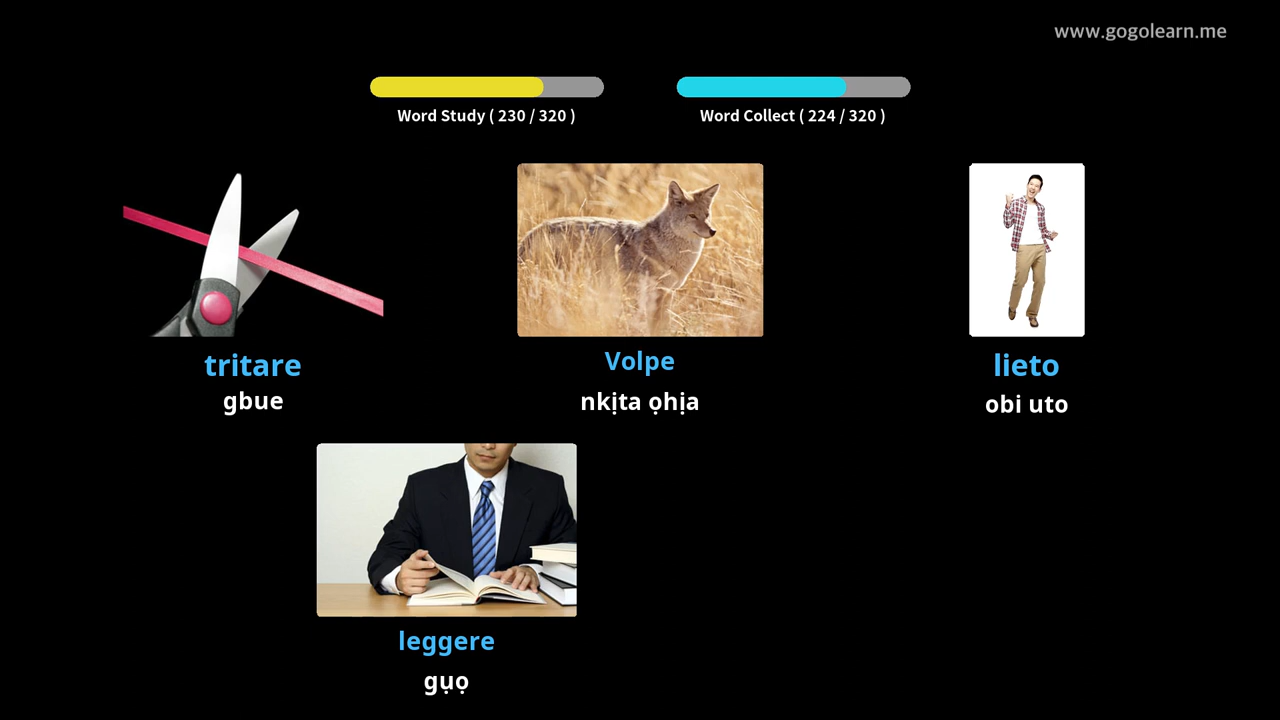 www.gogolearn.me
Word Study ( 230 / 320 )
Word Collect ( 224 / 320 )
tritare
gbue
Volpe
nkịta ọhịa
lieto
obi uto
leggere
gụọ